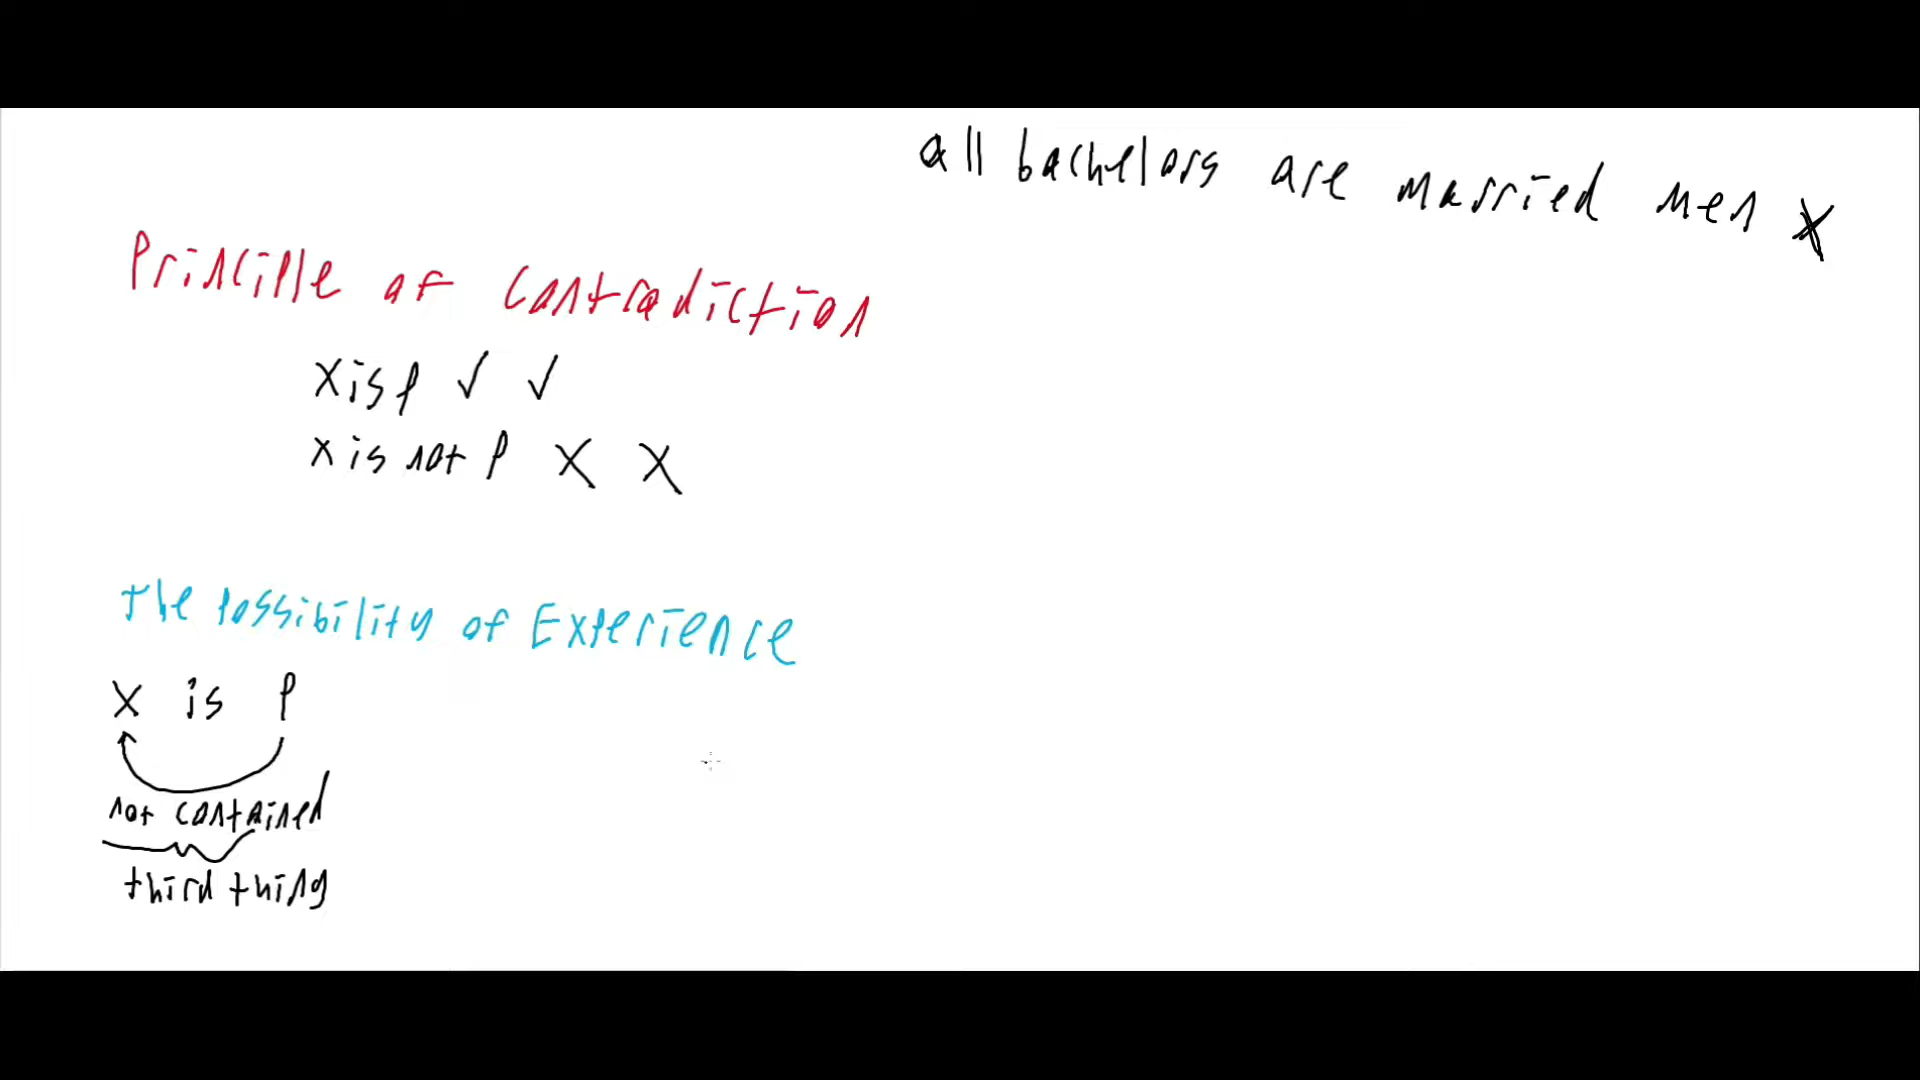 all bachelors are married men X
Principle of Contradiction
X is P ✓ ✓
X is not P X X
The Possibility of Experience
X is P
not contained
third thing